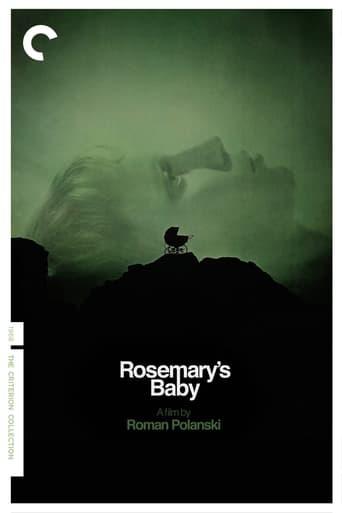 1968
THE CRITERION COLLECTION
Rosemary's
Baby
A film by
Roman Polanski